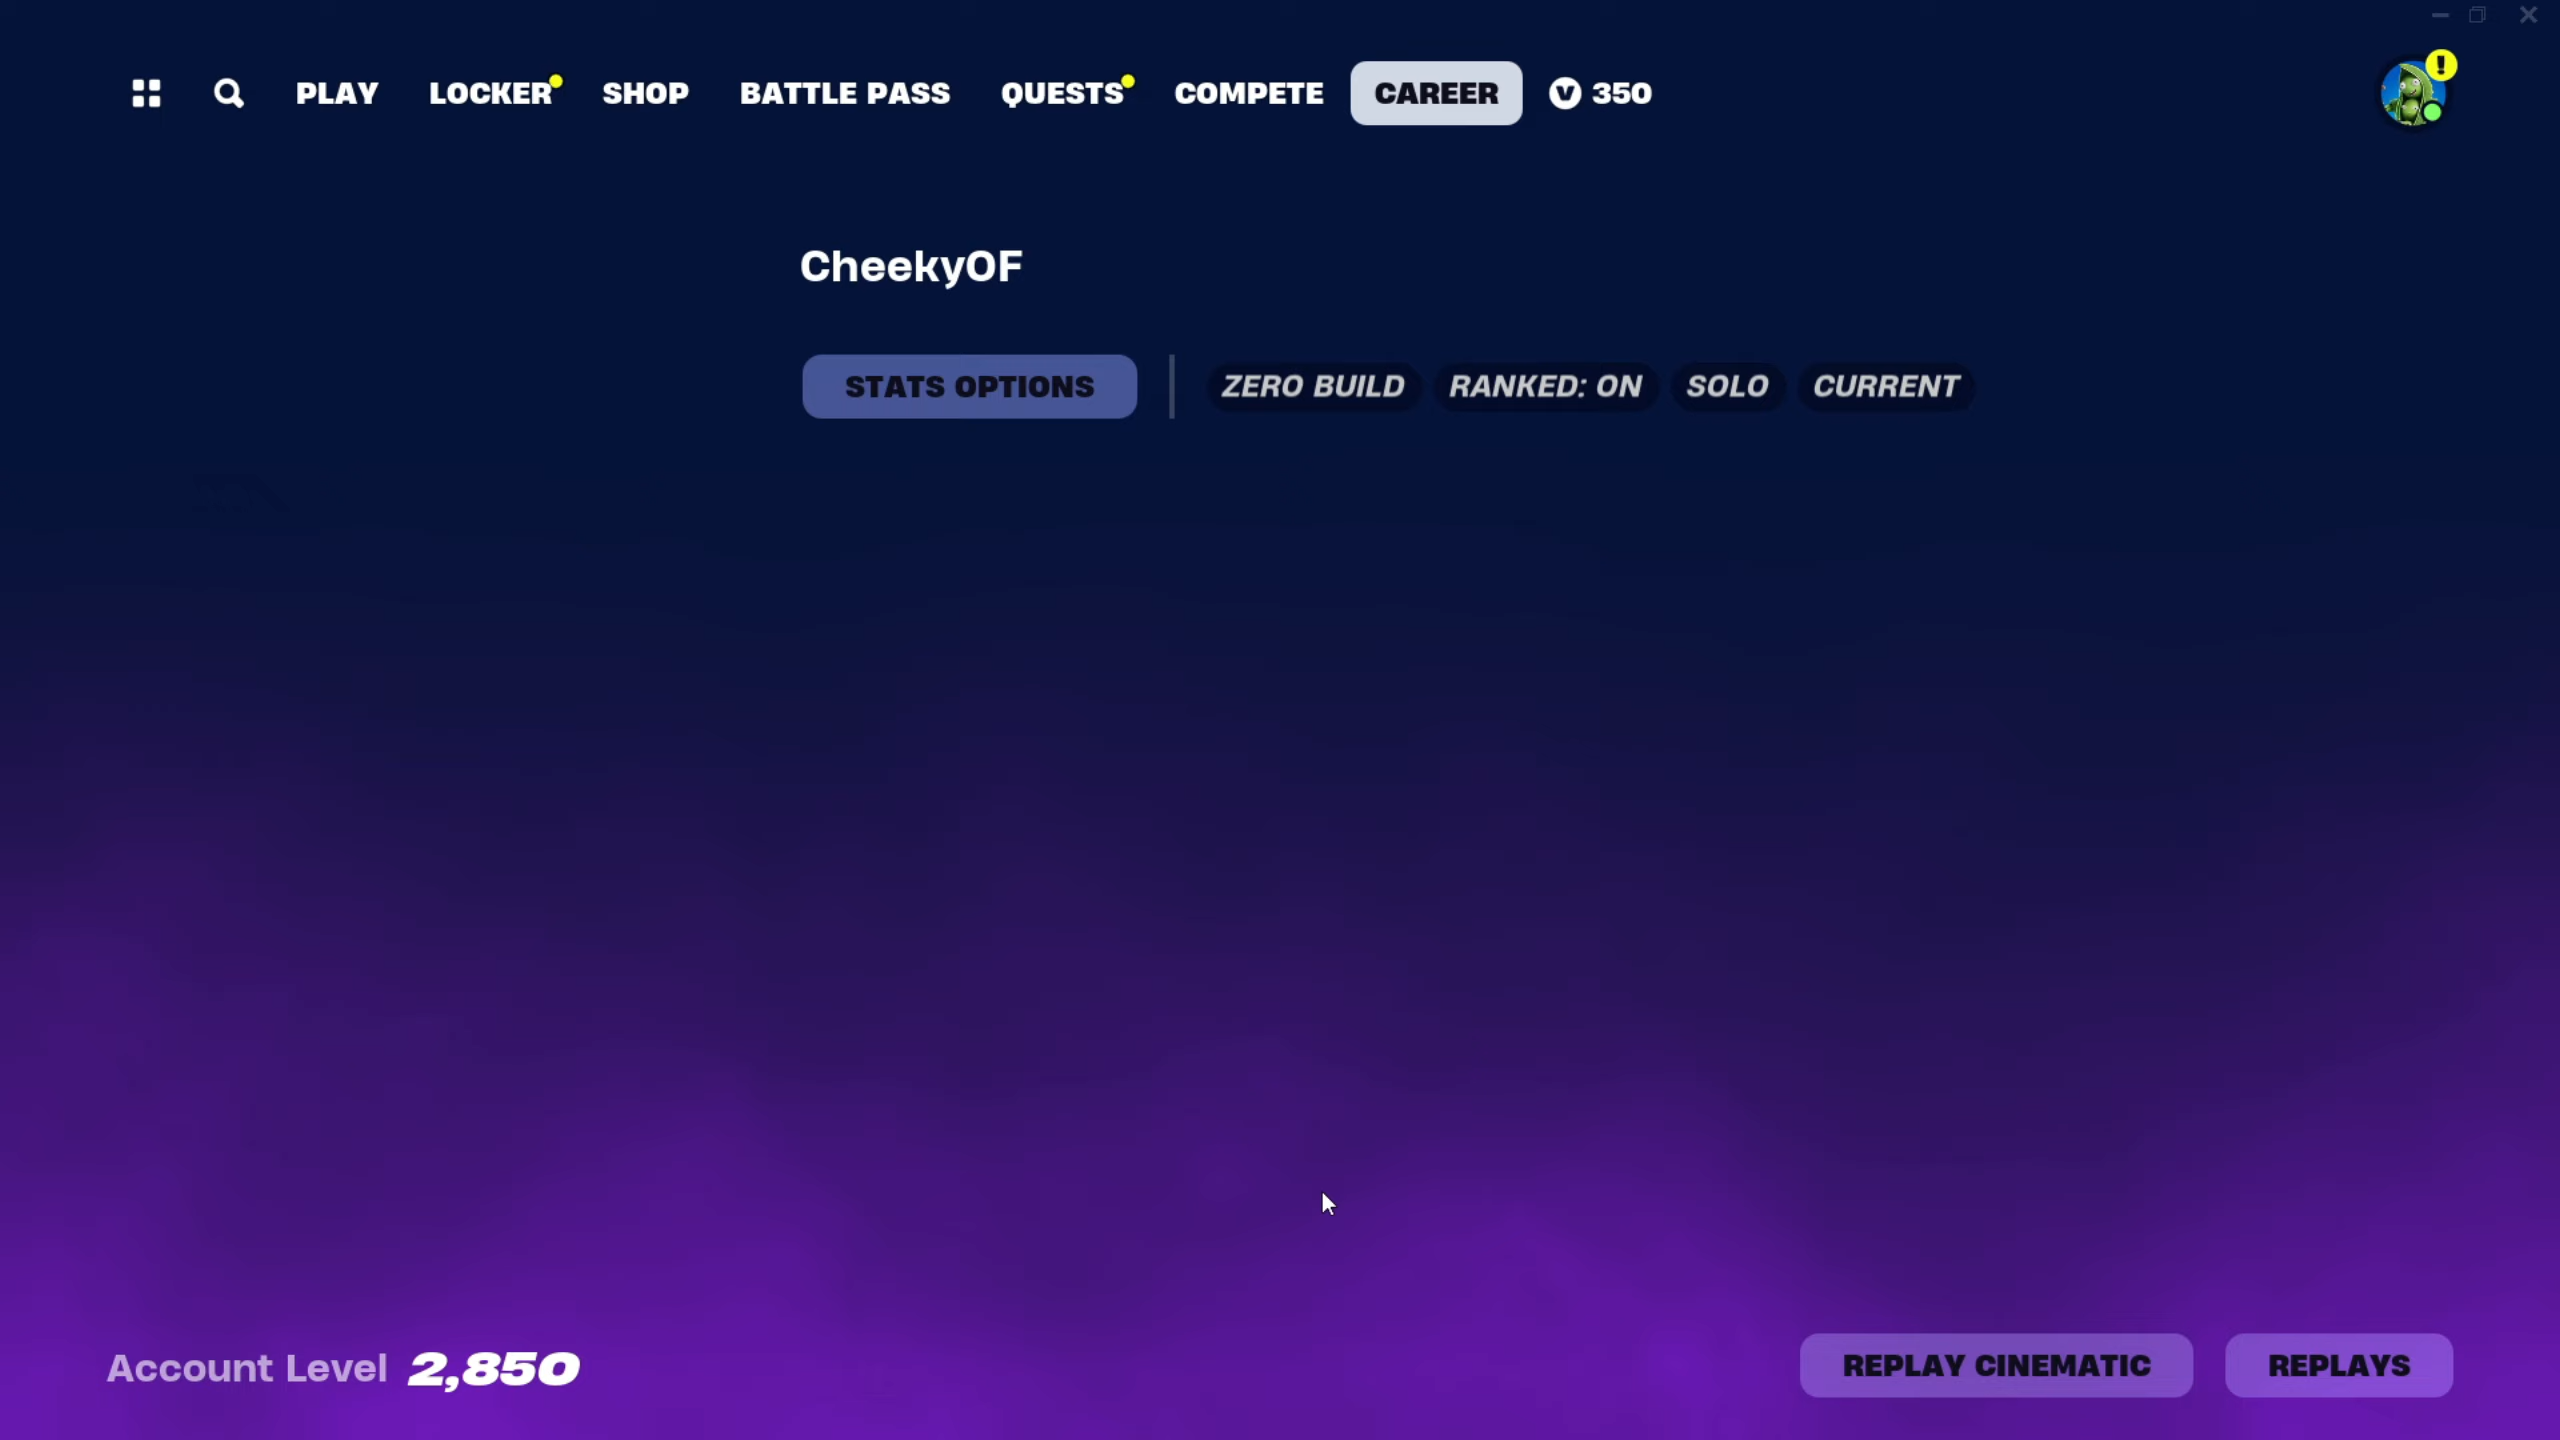 PLAY LOCKER SHOP BATTLE PASS QUESTS COMPETE CAREER V 350 !
CheekyOF
STATS OPTIONS ZERO BUILD RANKED: ON SOLO CURRENT
Account Level 2,850 REPLAY CINEMATIC REPLAYS